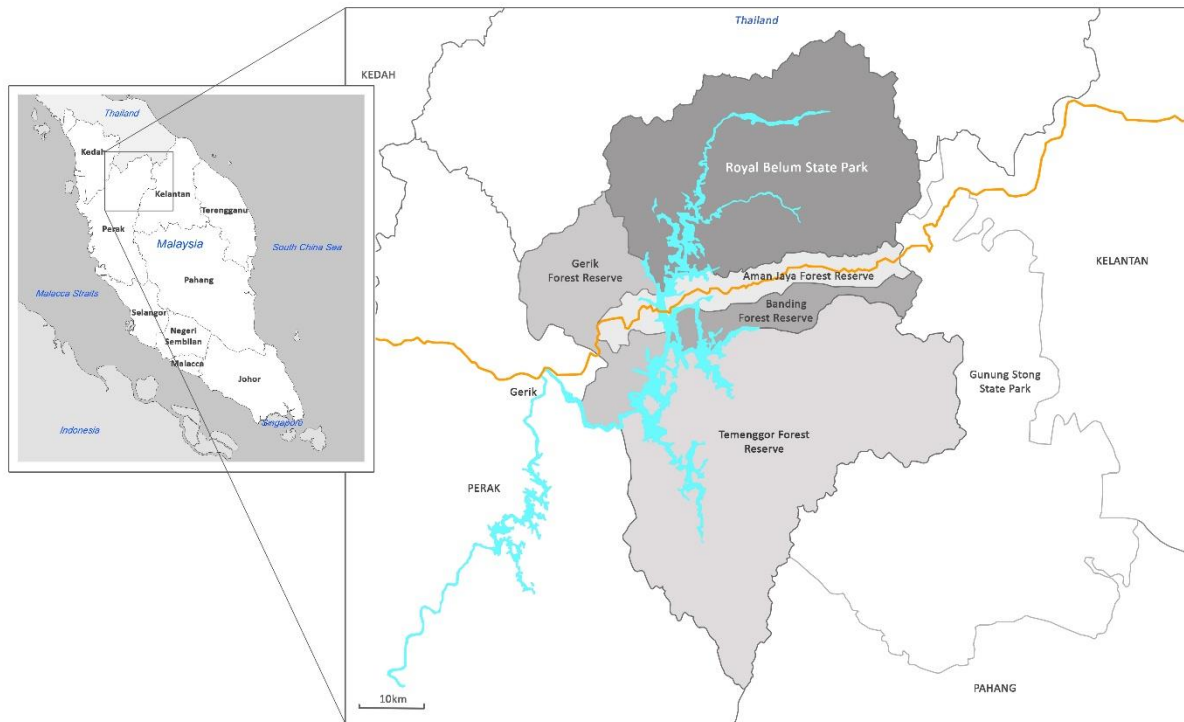 Thailand
Kedah
Kelantan
Terengganu
Perak
Malaysia
South China Sea
Pahang
Malacca Straits
Selangor
Negeri
Sembilan
Malacca
Johor
Singapore
Indonesia
Thailand
KEDAH
Royal Belum State Park
Gerik
Forest Reserve
Aman Jaya Forest Reserve
KELANTAN
Banding
Forest Reserve
Gunung Stong
State Park
Gerik
Temenggor Forest
Reserve
PERAK
PAHANG
10km